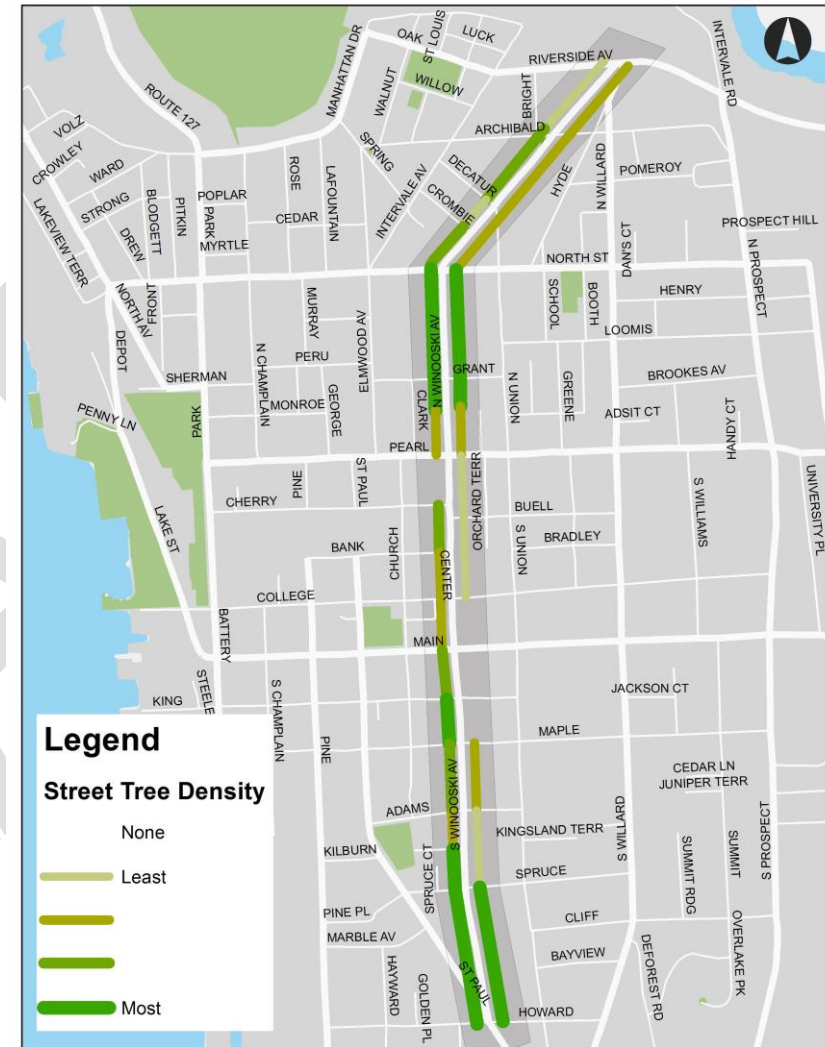 OAK
ST LOUIS
LUCK
RIVERSIDE AV
INTERVALE RD
MANHATTAN DR
WALNUT
WILLOW
BRIGHT
ROUTE 127
VOLZ
CROWLEY
WARD
STRONG
BLODGETT
PITKIN
DREW
LAKEVIEW TERR
POPLAR
PARK
MYRTLE
ROSE
CEDAR
LAFOUNTAIN
SPRING
INTERVALE AV
ARCHIBALD
DECATUR
CROMBIE
HYDE
N WILLARD
POMEROY
PROSPECT HILL
DAN'S CT
N PROSPECT
NORTH ST
NORTH AV
FRONT
DEPOT
SHERMAN
N CHAMPLAIN
MURRAY
PERU
MONROE
GEORGE
ELMWOOD AV
N WINOOSKI AV
CLARK
GRANT
N UNION
SCHOOL
BOOTH
GREENE
HENRY
LOOMIS
BROOKES AV
ADSIT CT
HANDY CT
PENNY LN
PARK
PEARL
LAKE ST
CHERRY
PINE
ST PAUL
BANK
CHURCH
CENTER
ORCHARD TERR
BUELL
BRADLEY
S UNION
S WILLIAMS
UNIVERSITY PL
COLLEGE
BATTERY
MAIN
KING
STEELE
S CHAMPLAIN
PINE
JACKSON CT
MAPLE
CEDAR LN
JUNIPER TERR
ADAMS
S WINOOSKI AV
KINGSLAND TERR
S WILLARD
KILBURN
SPRUCE CT
SPRUCE
SUMMIT RDG
SUMMIT
S PROSPECT
PINE PL
MARBLE AV
CLIFF
BAYVIEW
DEFOREST RD
OVERLAKE PK
HAYWARD
GOLDEN PL
ST PAUL
HOWARD
Legend
Street Tree Density
None
Least
Most